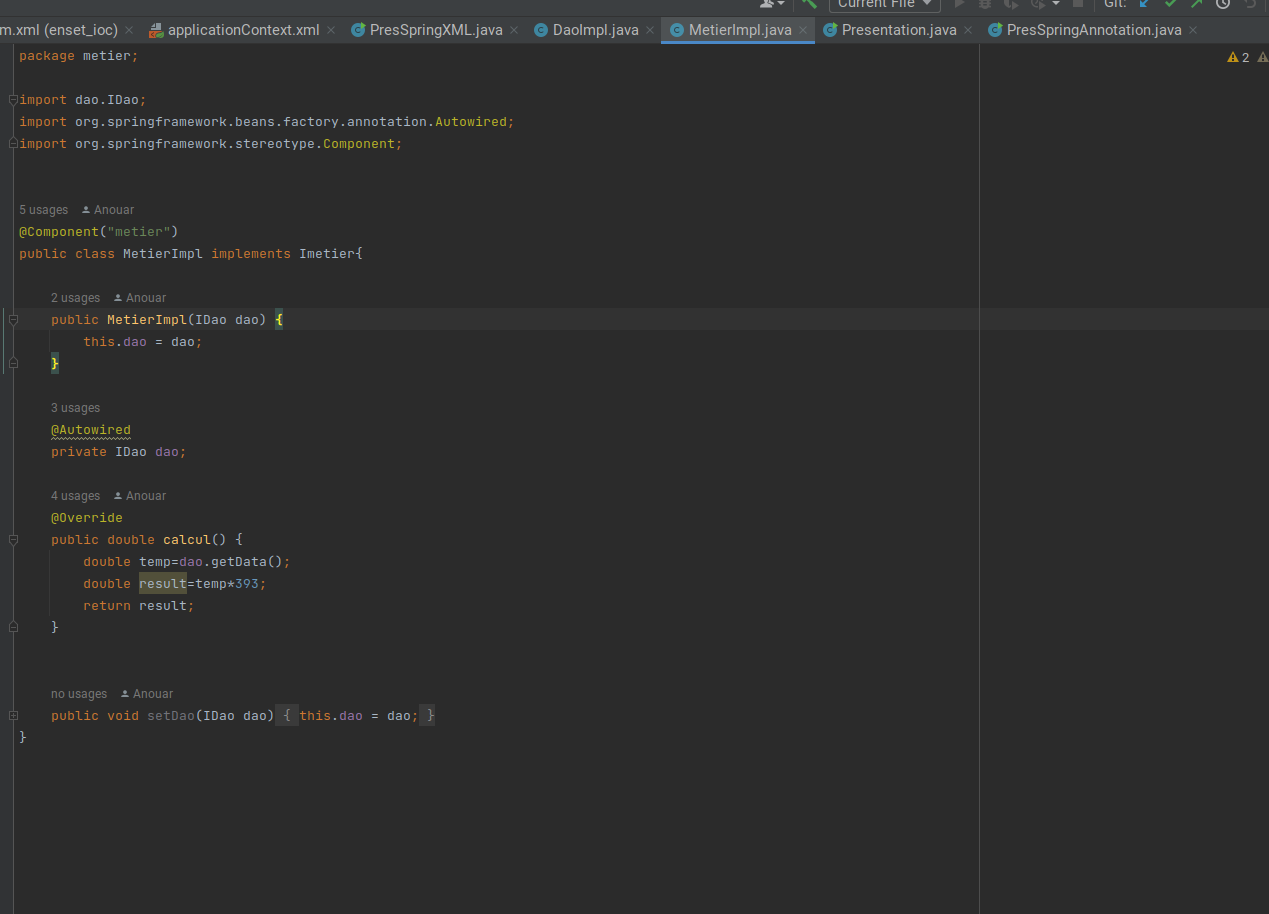 Current File Git:
m.xml (enset_ioc) applicationContext.xml PresSpringXML.java DaoImpl.java MetierImpl.java Presentation.java PresSpringAnnotation.java
package metier;
2
import dao.IDao;
import org.springframework.beans.factory.annotation.Autowired;
import org.springframework.stereotype.Component;
5 usages Anouar
@Component("metier")
public class MetierImpl implements Imetier{
2 usages Anouar
public MetierImpl(IDao dao) {
this.dao = dao;
}
3 usages
@Autowired
private IDao dao;
4 usages Anouar
@Override
public double calcul() {
double temp=dao.getData();
double result=temp*393;
return result;
}
no usages Anouar
public void setDao(IDao dao) { this.dao = dao; }
}